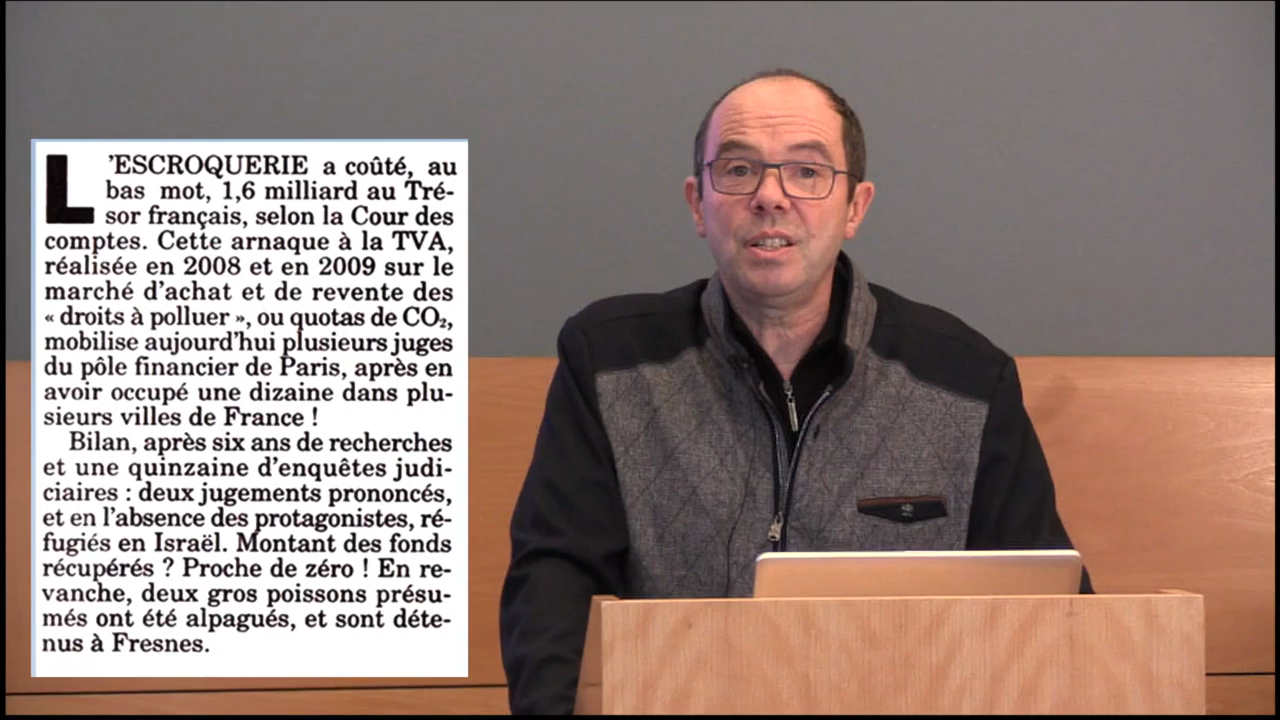 L'ESCROQUERIE a coûté, au
bas mot, 1,6 milliard au Tré-
sor français, selon la Cour des
comptes. Cette arnaque à la TVA,
réalisée en 2008 et en 2009 sur le
marché d'achat et de revente des
« droits à polluer », ou quotas de CO₂,
mobilise aujourd'hui plusieurs juges
du pôle financier de Paris, après en
avoir occupé une dizaine dans plu-
sieurs villes de France !
Bilan, après six ans de recherches
et une quinzaine d'enquêtes judi-
ciaires : deux jugements prononcés,
et en l'absence des protagonistes, ré-
fugiés en Israël. Montant des fonds
récupérés ? Proche de zéro ! En re-
vanche, deux gros poissons présu-
més ont été alpagués, et sont déte-
nus à Fresnes.